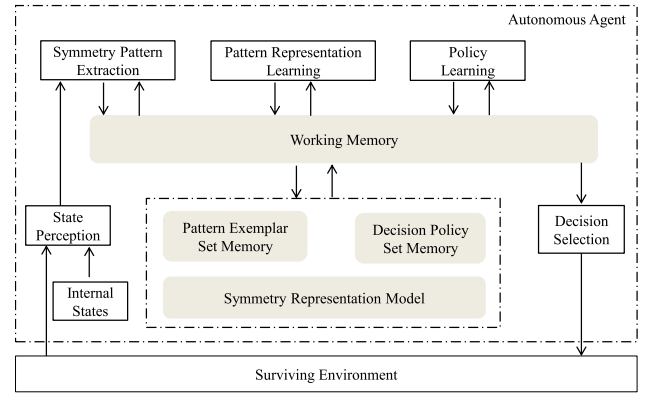 Autonomous Agent
Symmetry Pattern
Extraction
Pattern Representation
Learning
Policy
Learning
Working Memory
State
Perception
Pattern Exemplar
Set Memory
Decision Policy
Set Memory
Decision
Selection
Internal
States
Symmetry Representation Model
Surviving Environment